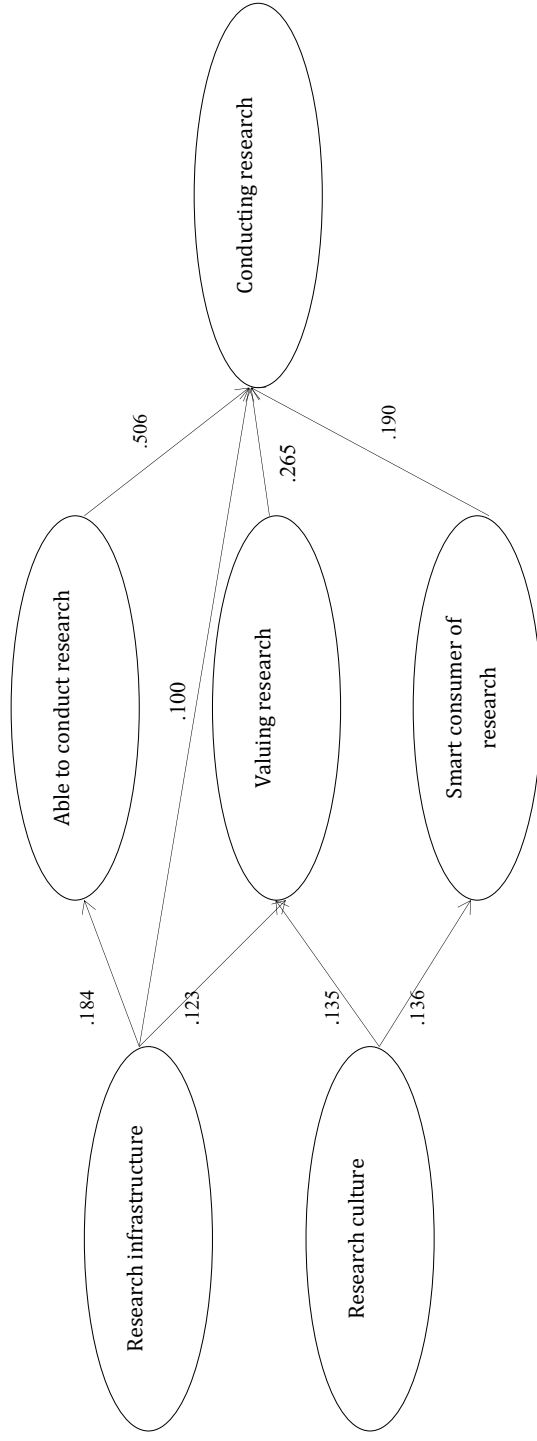 Research infrastructure
Research culture
.184
.123
.135
.136
Able to conduct research
.100
Valuing research
Smart consumer of
research
.506
.265
.190
Conducting research